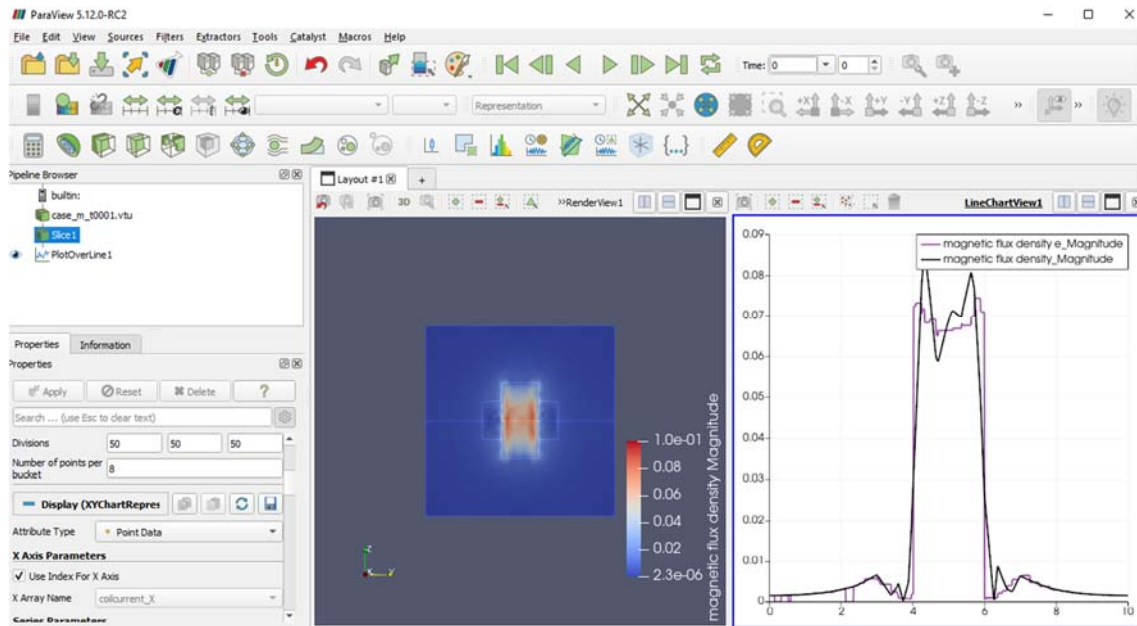 ParaView 5.12.0-RC2
File Edit View Sources Filters Extractors Tools Catalyst Macros Help
Time: 0 0
Representation
+X -X +Y -Y +Z -Z » »
Pipeline Browser
builtin:
case_m_t0001.vtu
Slice1
PlotOverLine1
Properties Information
Properties
Apply Reset Delete ?
Search ... (use Esc to clear text)
Divisions 50 50 50
Number of points per
bucket 8
Display (XYChartRepres
Attribute Type Point Data
X Axis Parameters
Use Index For X Axis
X Array Name coilcurrent_X
Series Parameters
Layout #1 +
3D »RenderView1
magnetic flux density Magnitude
1.0e-01
0.08
0.06
0.04
0.02
2.3e-06
Z
X Y
LineChartView1
magnetic flux density e_Magnitude
magnetic flux density_Magnitude
0.09
0.08
0.07
0.06
0.05
0.04
0.03
0.02
0.01
0
0 2 4 6 8 10